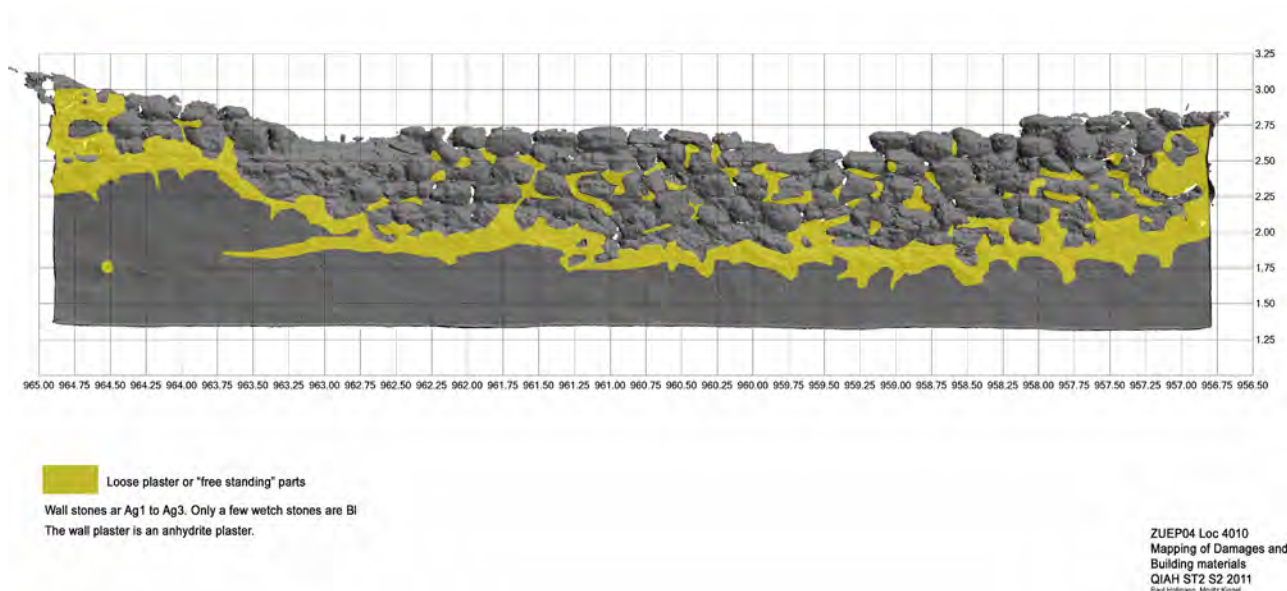 3.25
3.00
2.75
2.50
2.25
2.00
1.75
1.50
1.25
965.00 964.75 964.50 964.25 964.00 963.75 963.50 963.25 963.00 962.75 962.50 962.25 962.00 961.75 961.50 961.25 961.00 960.75 960.50 960.25 960.00 959.75 959.50 959.25 959.00 958.75 958.50 958.25 958.00 957.75 957.50 957.25 957.00 956.75 956.50
Loose plaster or "free standing" parts
Wall stones ar Ag1 to Ag3. Only a few wetch stones are BI
The wall plaster is an anhydrite plaster.
ZUEP04 Loc 4010
Mapping of Damages and
Building materials
QIAH ST2 S2 2011
Paul Hofmann, Moritz Kinzel